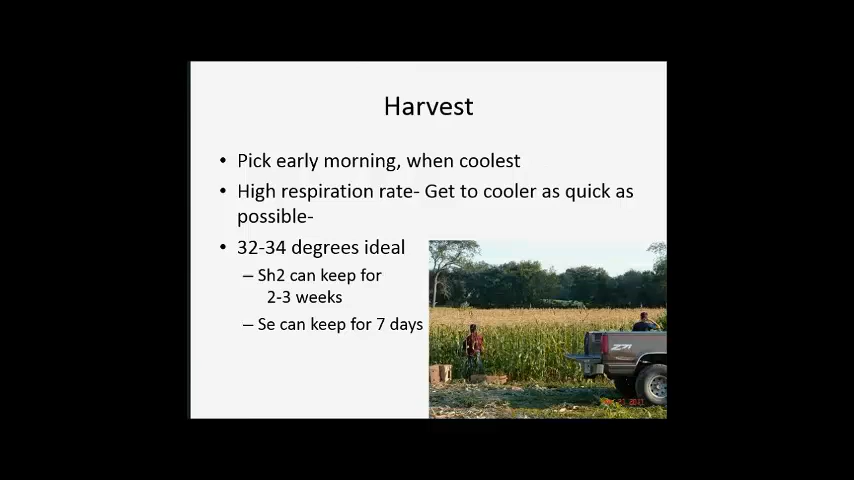 Harvest
• Pick early morning, when coolest
• High respiration rate- Get to cooler as quick as
possible-
• 32-34 degrees ideal
– Sh2 can keep for
2-3 weeks
– Se can keep for 7 days
Z71